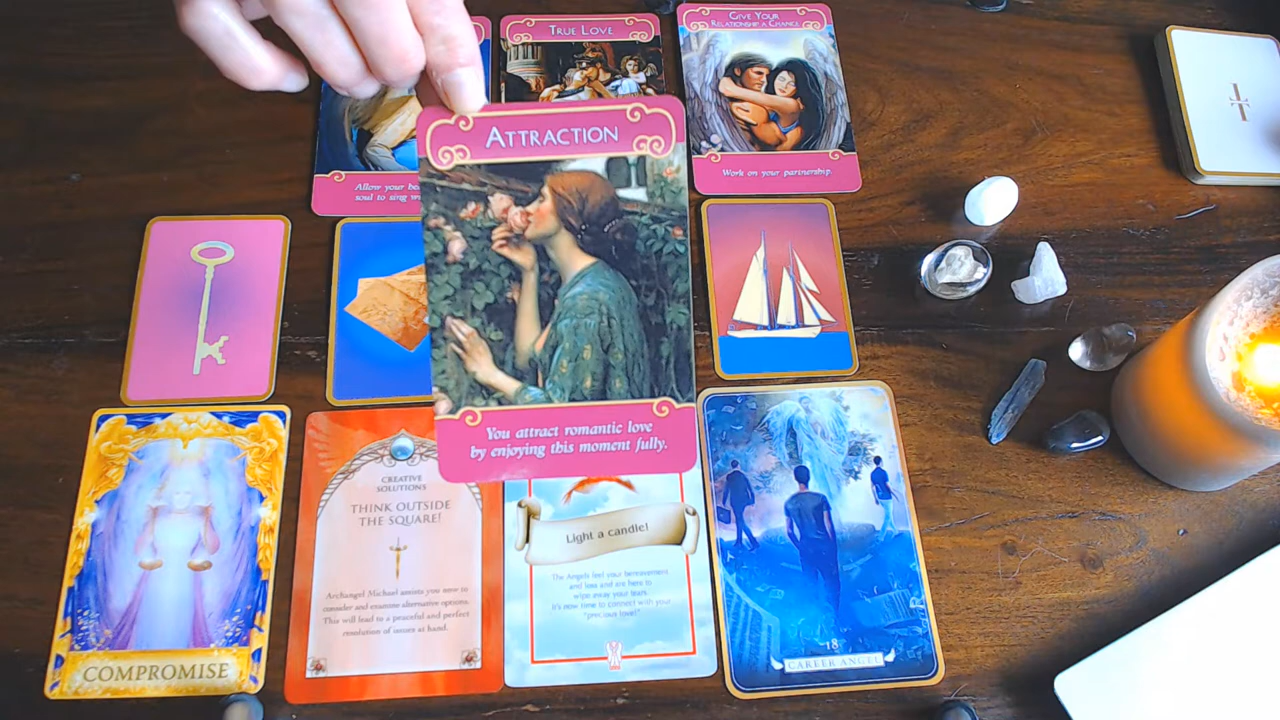 TRUE LOVE
GIVE YOUR
RELATIONSHIP A CHANCE
ATTRACTION
Allow your
soul to sing
Work on your partnership.
You attract romantic love
by enjoying this moment fully.
COMPROMISE
CREATIVE
SOLUTIONS
THINK OUTSIDE
THE SQUARE!
Archangel Michael assists you now to
consider and examine alternative options.
This will lead to a peaceful and perfect
resolution of issues at hand.
Light a candle!
The Angels feel your bereavement
and loss and are here to
wipe away your tears.
It's now time to connect with your
"precious love!"
18
CAREER ANGEL